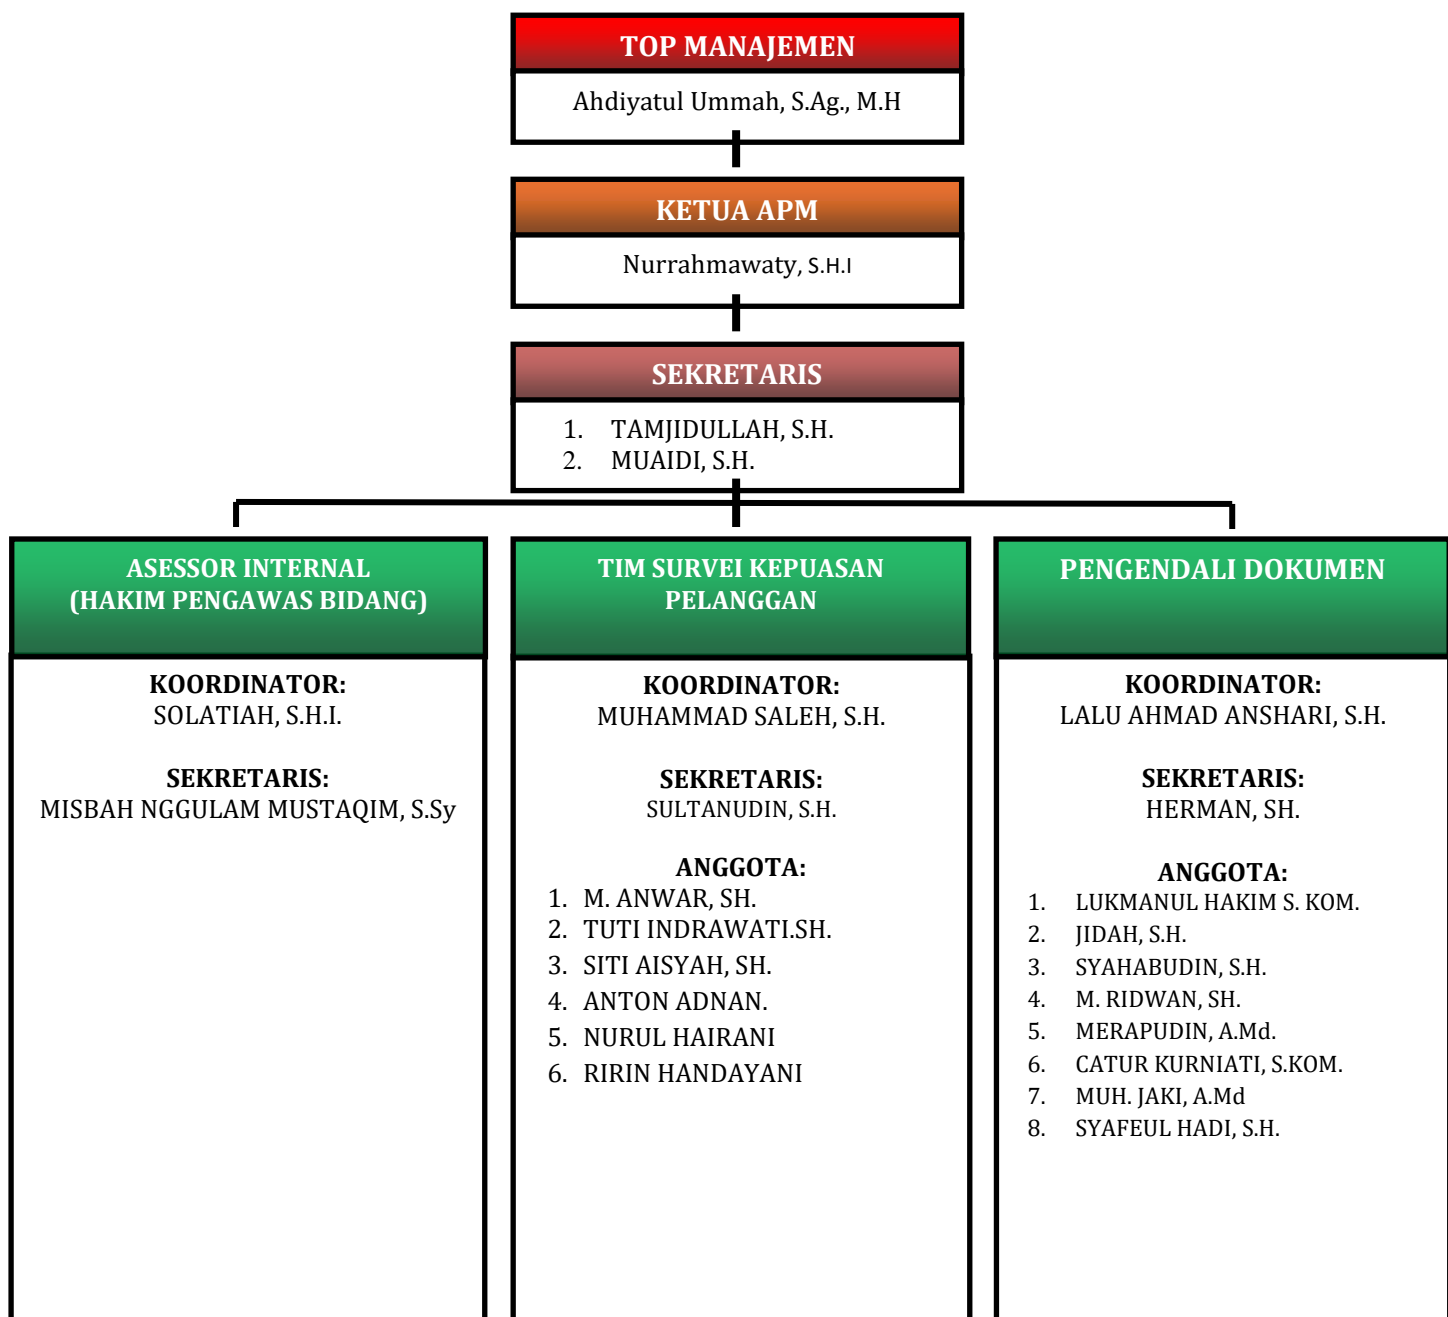 TOP MANAJEMEN
Ahdiyatul Ummah, S.Ag., M.H
KETUA APM
Nurrahmawaty, S.H.I
SEKRETARIS
1. TAMJIDULLAH, S.H.
2. MUAIDI, S.H.
ASESSOR INTERNAL
(HAKIM PENGAWAS BIDANG)
KOORDINATOR:
SOLATIAH, S.H.I.
SEKRETARIS:
MISBAH NGGULAM MUSTAQIM, S.Sy
TIM SURVEI KEPUASAN
PELANGGAN
KOORDINATOR:
MUHAMMAD SALEH, S.H.
SEKRETARIS:
SULTANUDIN, S.H.
ANGGOTA:
1. M. ANWAR, SH.
2. TUTI INDRAWATI.SH.
3. SITI AISYAH, SH.
4. ANTON ADNAN.
5. NURUL HAIRANI
6. RIRIN HANDAYANI
PENGENDALI DOKUMEN
KOORDINATOR:
LALU AHMAD ANSHARI, S.H.
SEKRETARIS:
HERMAN, SH.
ANGGOTA:
1. LUKMANUL HAKIM S. KOM.
2. JIDAH, S.H.
3. SYAHABUDIN, S.H.
4. M. RIDWAN, SH.
5. MERAPUDIN, A.Md.
6. CATUR KURNIATI, S.KOM.
7. MUH. JAKI, A.Md
8. SYAFEUL HADI, S.H.